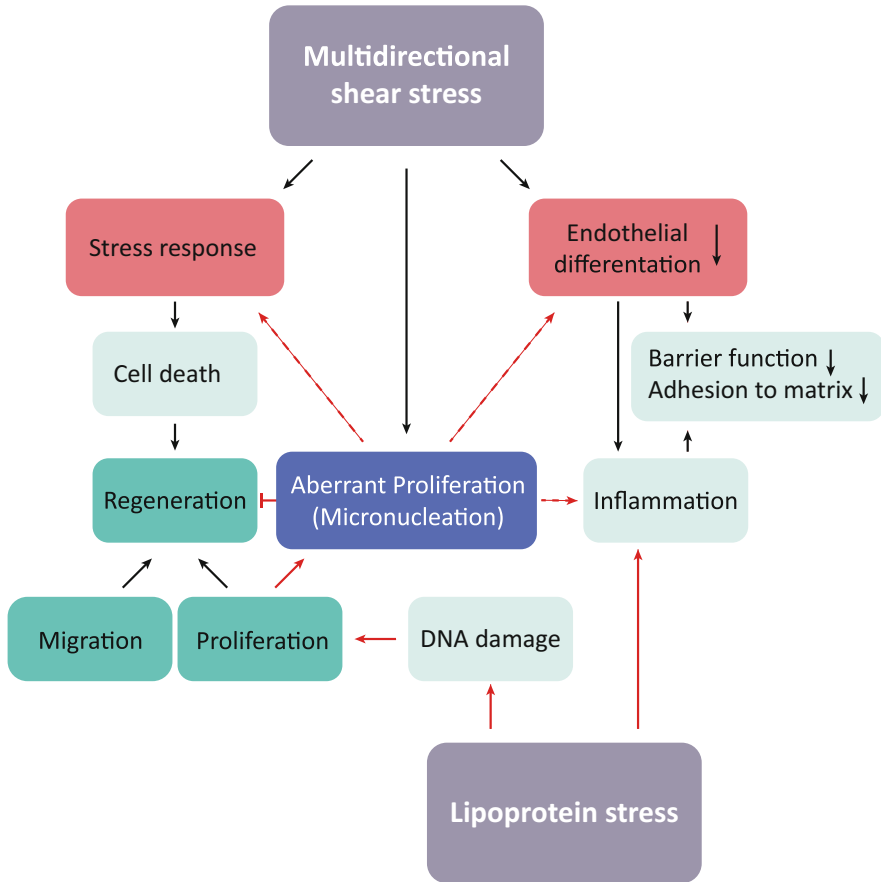 Multidirectional
shear stress
Stress response
Endothelial
differentation
Cell death
Barrier function
Adhesion to matrix
Regeneration
Aberrant Proliferation
(Micronucleation)
Inflammation
Migration
Proliferation
DNA damage
Lipoprotein stress